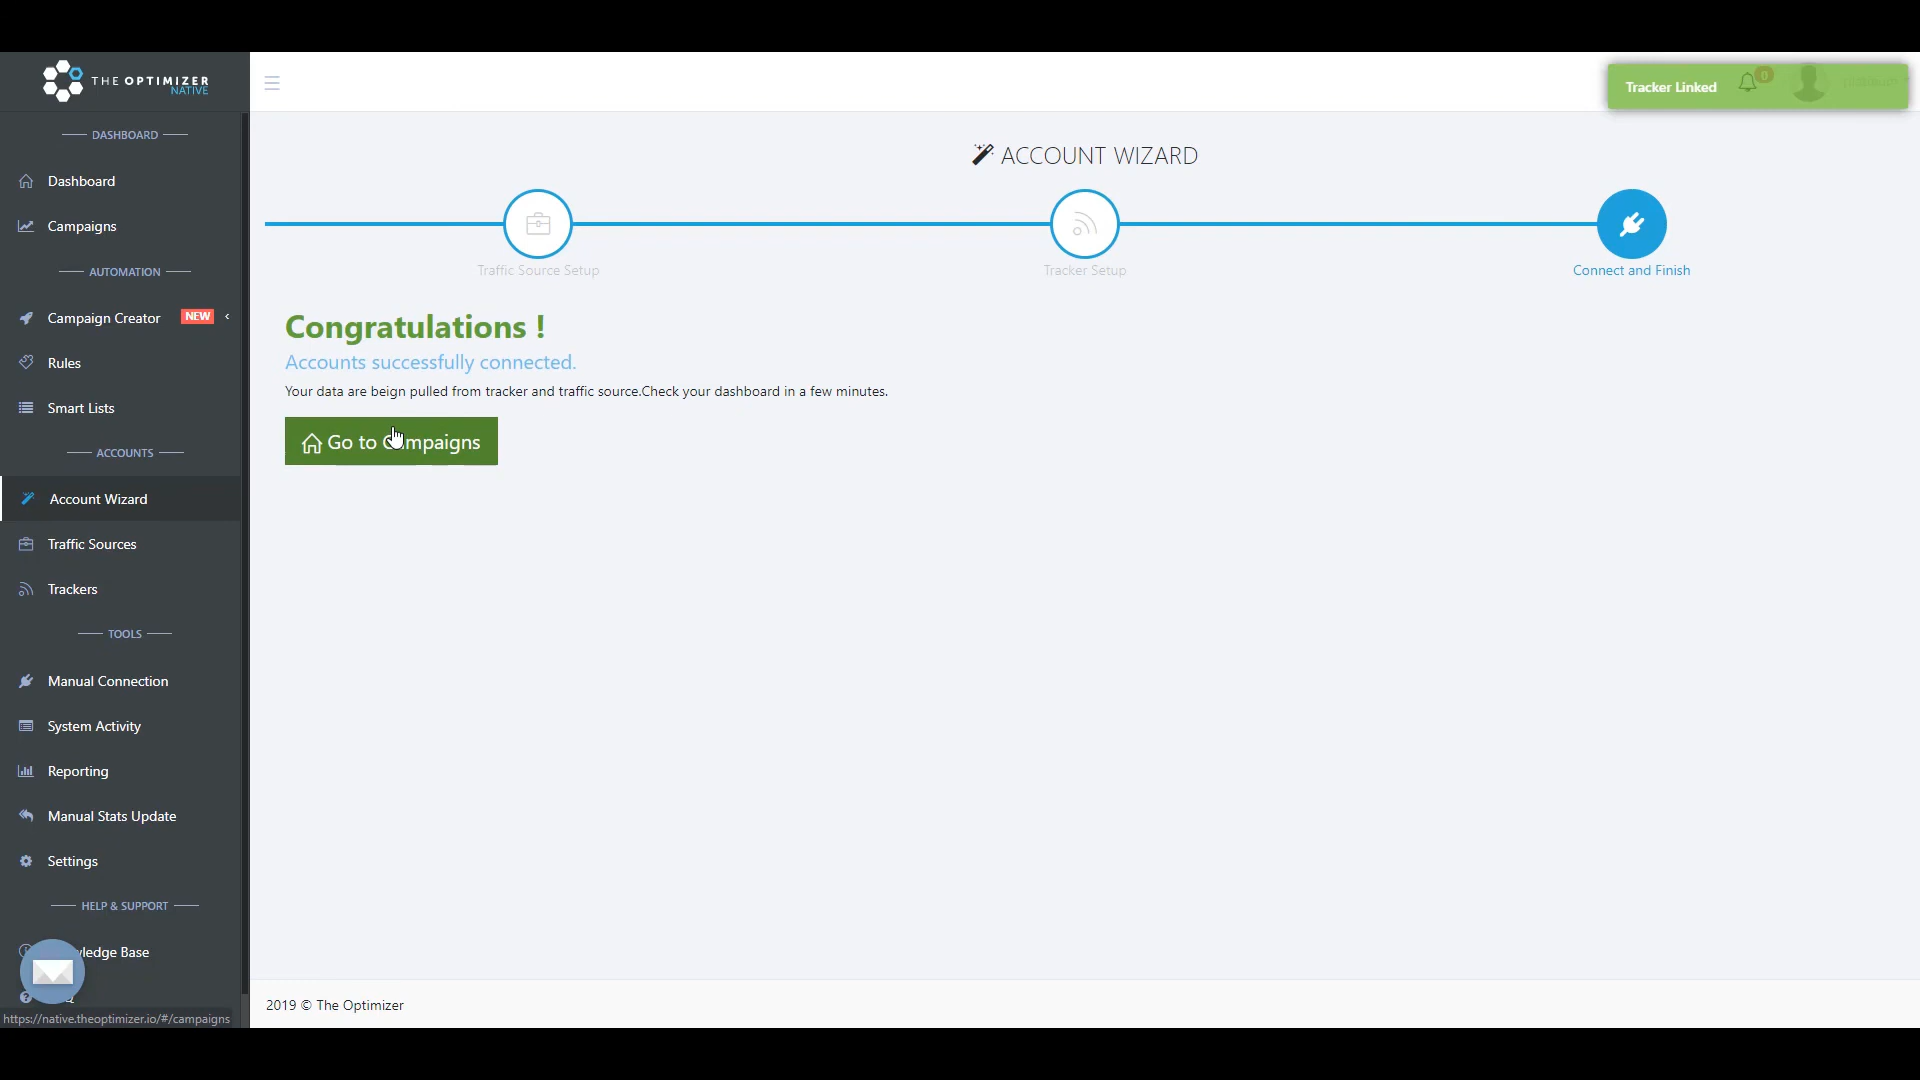 THE OPTIMIZER
NATIVE
Tracker Linked
0
DASHBOARD
Dashboard
Campaigns
AUTOMATION
Campaign Creator NEW
Rules
Smart Lists
ACCOUNTS
Account Wizard
Traffic Sources
Trackers
TOOLS
Manual Connection
System Activity
Reporting
Manual Stats Update
Settings
HELP & SUPPORT
ledge Base
https://native.theoptimizer.io/#/campaigns
ACCOUNT WIZARD
Traffic Source Setup
Tracker Setup
Connect and Finish
Congratulations !
Accounts successfully connected.
Your data are beign pulled from tracker and traffic source.Check your dashboard in a few minutes.
Go to Campaigns
2019 © The Optimizer